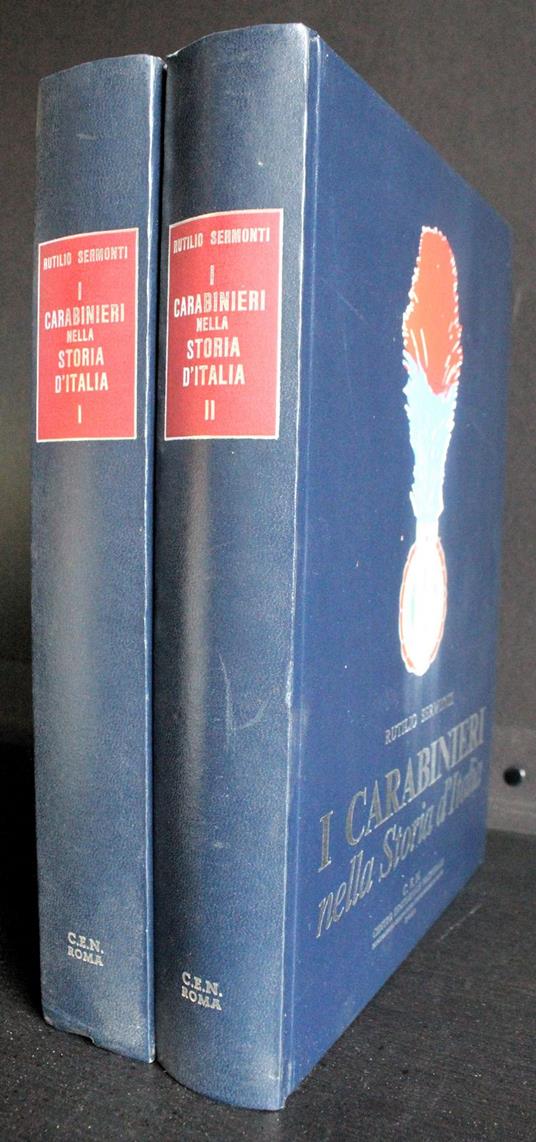 RUTILIO SERMONTI
I
CARABINIERI
NELLA
STORIA
D'ITALIA
I
C.E.N.
ROMA
RUTILIO SERMONTI
I
CARABINIERI
NELLA
STORIA
D'ITALIA
II
C.E.N.
ROMA
RUTILIO SERMONTI
I CARABINIERI
nella Storia d'Italia
C.E.N.